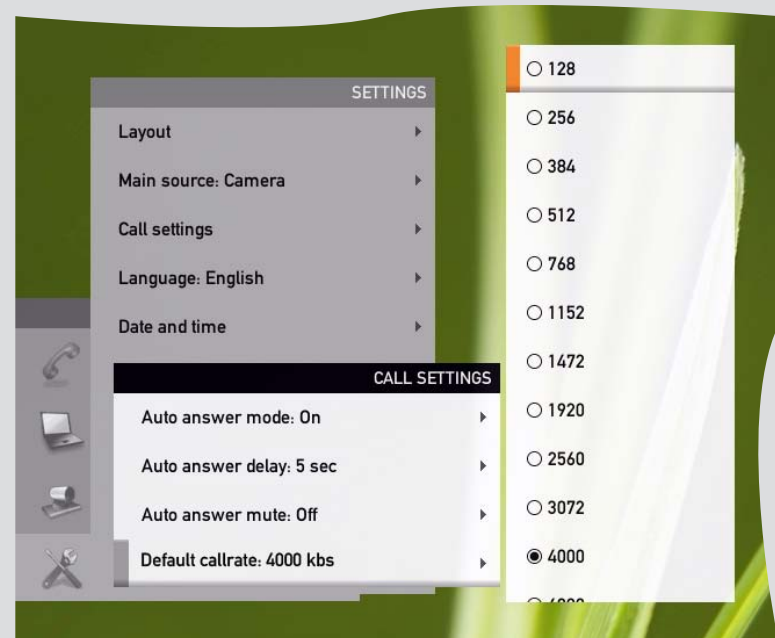 SETTINGS
Layout
Main source: Camera
Call settings
Language: English
Date and time
CALL SETTINGS
Auto answer mode: On
Auto answer delay: 5 sec
Auto answer mute: Off
Default callrate: 4000 kbs
128
256
384
512
768
1152
1472
1920
2560
3072
4000